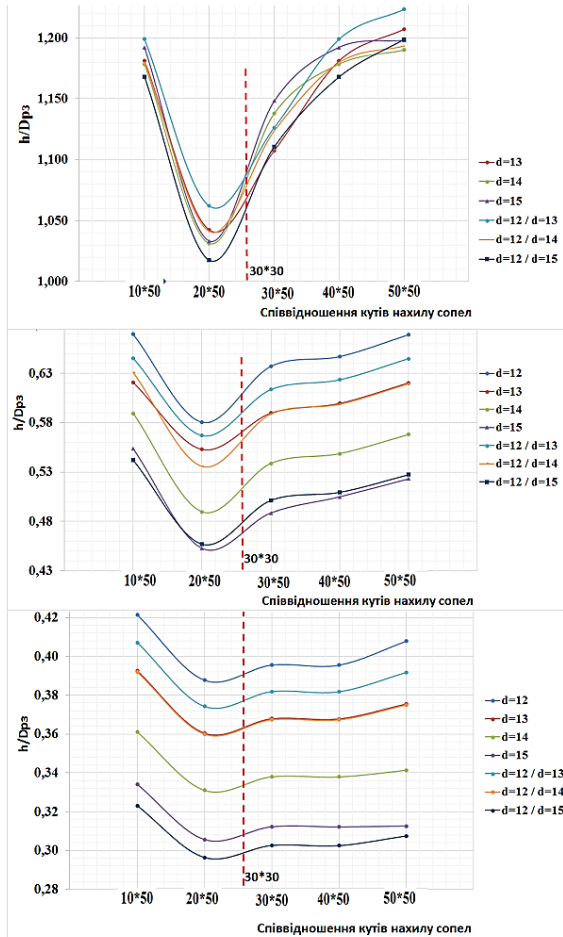 h/Dрз
1,200
1,150
1,100
1,050
1,000
10*50
20*50
30*30
30*50
40*50
50*50
Співвідношення кутів нахилу сопел
d=13
d=14
d=15
d=12 / d=13
d=12 / d=14
d=12 / d=15
h/Dрз
0,63
0,58
0,53
0,48
0,43
10*50
20*50
30*30
30*50
40*50
50*50
Співвідношення кутів нахилу сопел
d=12
d=13
d=14
d=15
d=12 / d=13
d=12 / d=14
d=12 / d=15
h/Dрз
0,42
0,40
0,38
0,36
0,34
0,32
0,30
0,28
10*50
20*50
30*30
30*50
40*50
50*50
Співвідношення кутів нахилу сопел
d=12
d=13
d=14
d=15
d=12 / d=13
d=12 / d=14
d=12 / d=15